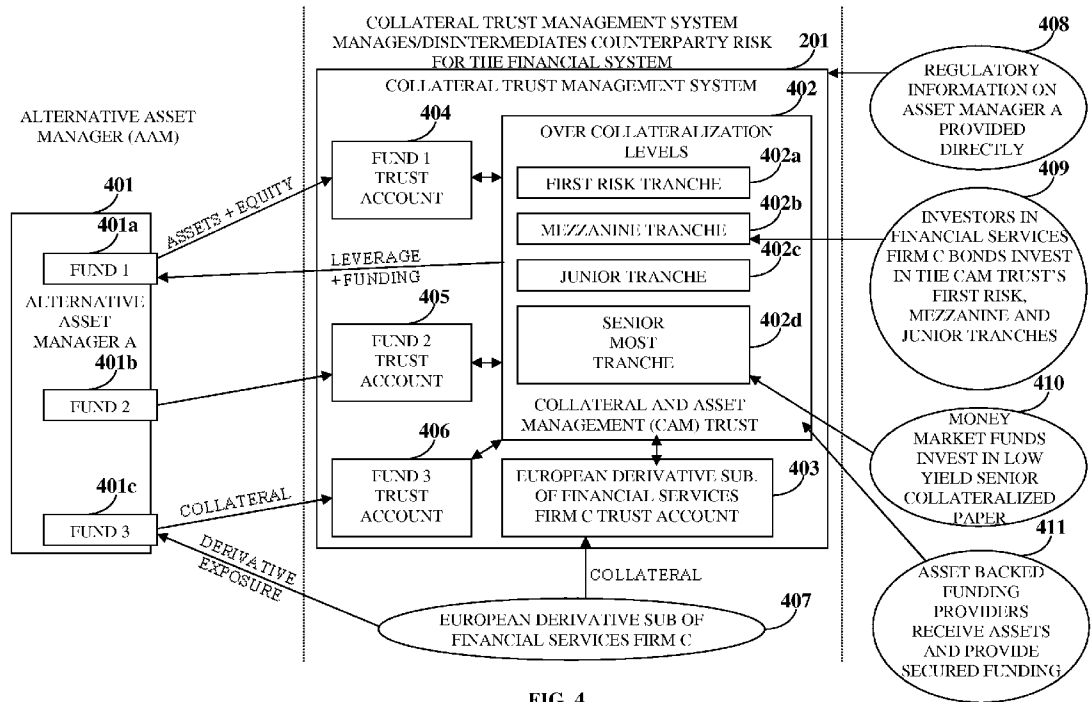 COLLATERAL TRUST MANAGEMENT SYSTEM
MANAGES/DISINTERMEDIATES COUNTERPARTY RISK
FOR THE FINANCIAL SYSTEM
201
COLLATERAL TRUST MANAGEMENT SYSTEM
ALTERNATIVE ASSET
MANAGER (AAM)
401
401a
FUND 1
ALTERNATIVE
ASSET
MANAGER A
401b
FUND 2
401c
FUND 3
ASSETS + EQUITY
LEVERAGE
+FUNDING
COLLATERAL
DERIVATIVE
EXPOSURE
404
FUND 1
TRUST
ACCOUNT
405
FUND 2
TRUST
ACCOUNT
406
FUND 3
TRUST
ACCOUNT
402
OVER COLLATERALIZATION
LEVELS
402a
FIRST RISK TRANCHE
402b
MEZZANINE TRANCHE
402c
JUNIOR TRANCHE
402d
SENIOR
MOST
TRANCHE
COLLATERAL AND ASSET
MANAGEMENT (CAM) TRUST
403
EUROPEAN DERIVATIVE SUB.
OF FINANCIAL SERVICES
FIRM C TRUST ACCOUNT
COLLATERAL
407
EUROPEAN DERIVATIVE SUB OF
FINANCIAL SERVICES FIRM C
408
REGULATORY
INFORMATION ON
ASSET MANAGER A
PROVIDED
DIRECTLY
409
INVESTORS IN
FINANCIAL SERVICES
FIRM C BONDS INVEST
IN THE CAM TRUST'S
FIRST RISK,
MEZZANINE AND
JUNIOR TRANCHES
410
MONEY
MARKET FUNDS
INVEST IN LOW
YIELD SENIOR
COLLATERALIZED
PAPER
411
ASSET BACKED
FUNDING
PROVIDERS
RECEIVE ASSETS
AND PROVIDE
SECURED FUNDING
FIG. 4